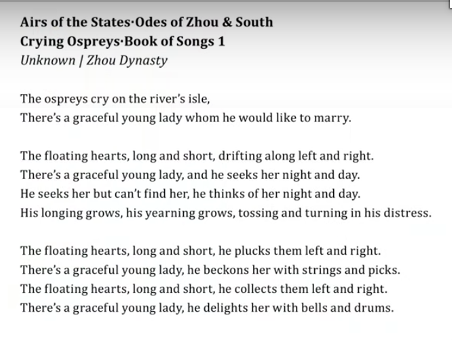 Airs of the States·Odes of Zhou & South
Crying Ospreys·Book of Songs 1
Unknown | Zhou Dynasty
The ospreys cry on the river's isle,
There's a graceful young lady whom he would like to marry.
The floating hearts, long and short, drifting along left and right.
There's a graceful young lady, and he seeks her night and day.
He seeks her but can't find her, he thinks of her night and day.
His longing grows, his yearning grows, tossing and turning in his distress.
The floating hearts, long and short, he plucks them left and right.
There's a graceful young lady, he beckons her with strings and picks.
The floating hearts, long and short, he collects them left and right.
There's a graceful young lady, he delights her with bells and drums.